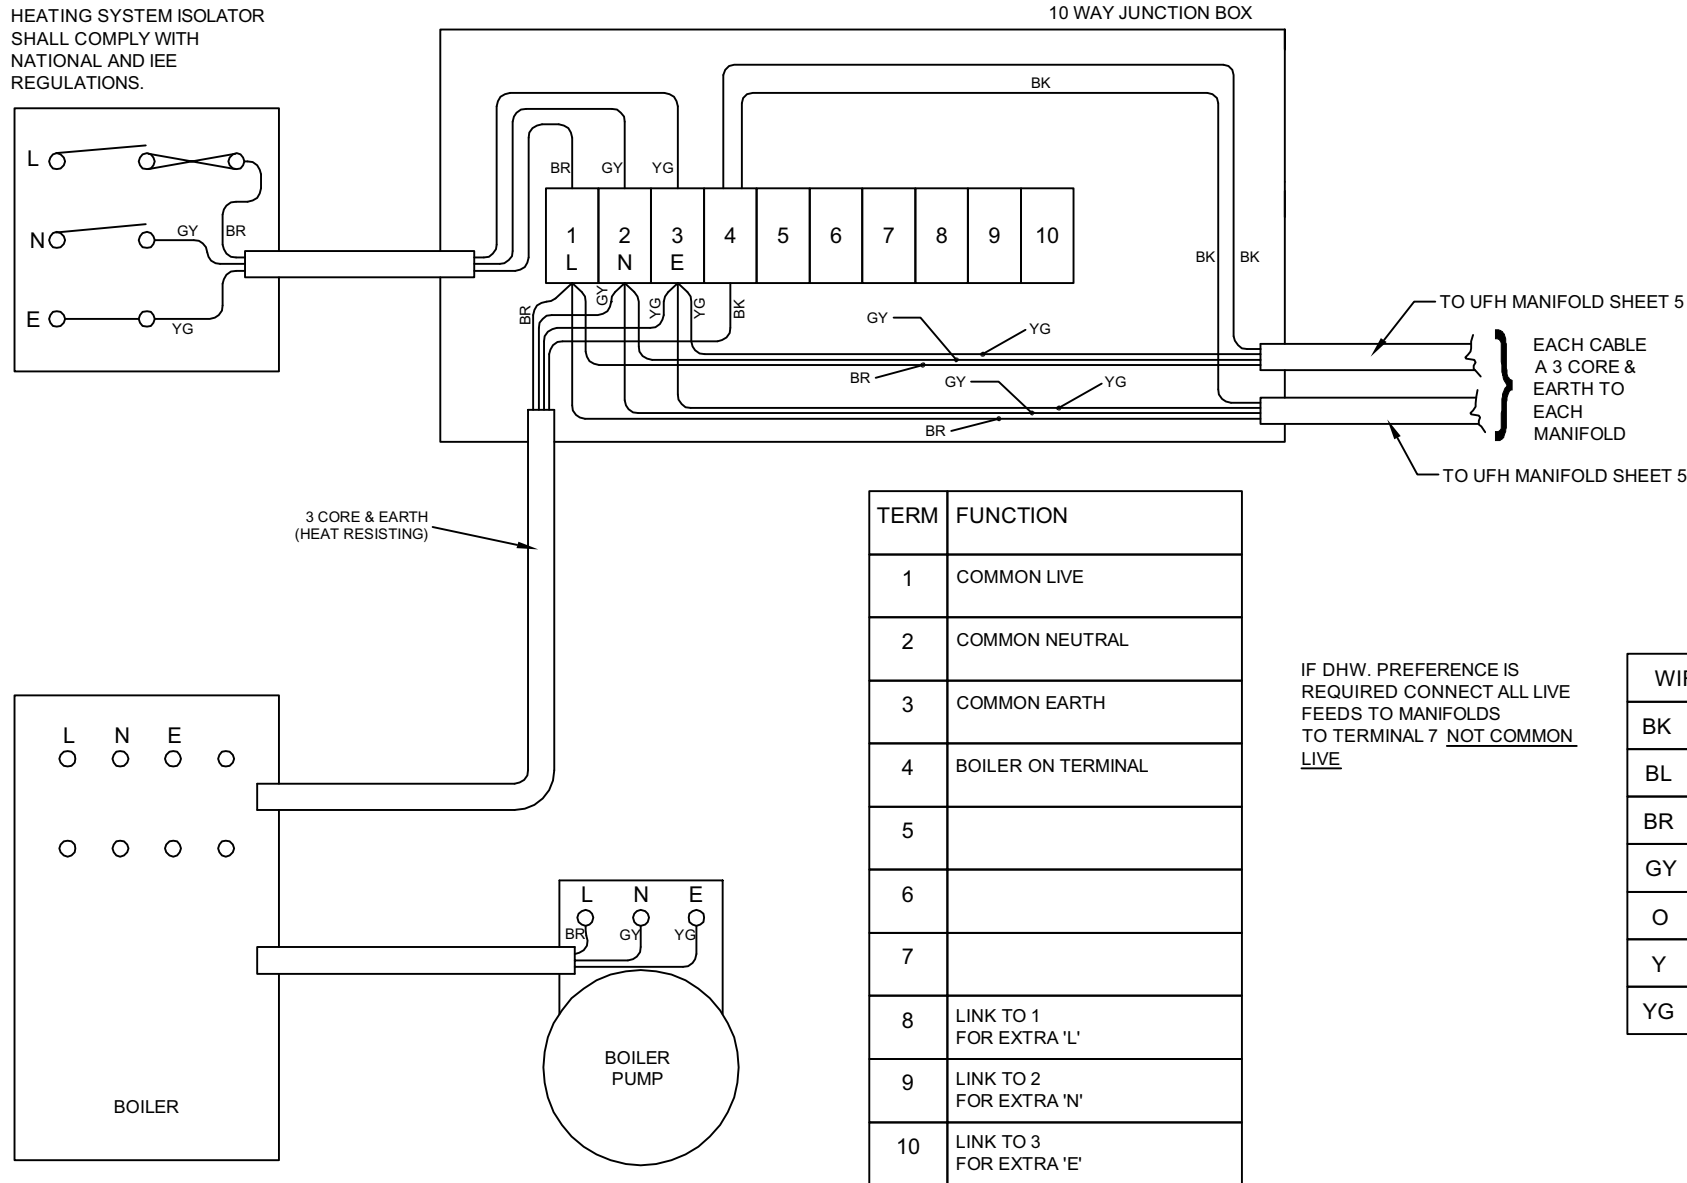 HEATING SYSTEM ISOLATOR
SHALL COMPLY WITH
NATIONAL AND IEE
REGULATIONS.
10 WAY JUNCTION BOX
L
N
E
GY
BR
YG
BR
GY
YG
BK
BK
BK
1
L
2
N
3
E
4
5
6
7
8
9
10
BR
GY
YG
YG
BK
GY
YG
BR
GY
YG
BR
TO UFH MANIFOLD SHEET 5
EACH CABLE
A 3 CORE &
EARTH TO
EACH
MANIFOLD
TO UFH MANIFOLD SHEET 5
3 CORE & EARTH
(HEAT RESISTING)
TERM FUNCTION
1 COMMON LIVE
2 COMMON NEUTRAL
3 COMMON EARTH
4 BOILER ON TERMINAL
5
6
7
8 LINK TO 1
FOR EXTRA 'L'
9 LINK TO 2
FOR EXTRA 'N'
10 LINK TO 3
FOR EXTRA 'E'
IF DHW. PREFERENCE IS
REQUIRED CONNECT ALL LIVE
FEEDS TO MANIFOLDS
TO TERMINAL 7 NOT COMMON
LIVE
BK
BL
BR
GY
O
Y
YG
L N E
BOILER
L N E
BR GY YG
BOILER
PUMP